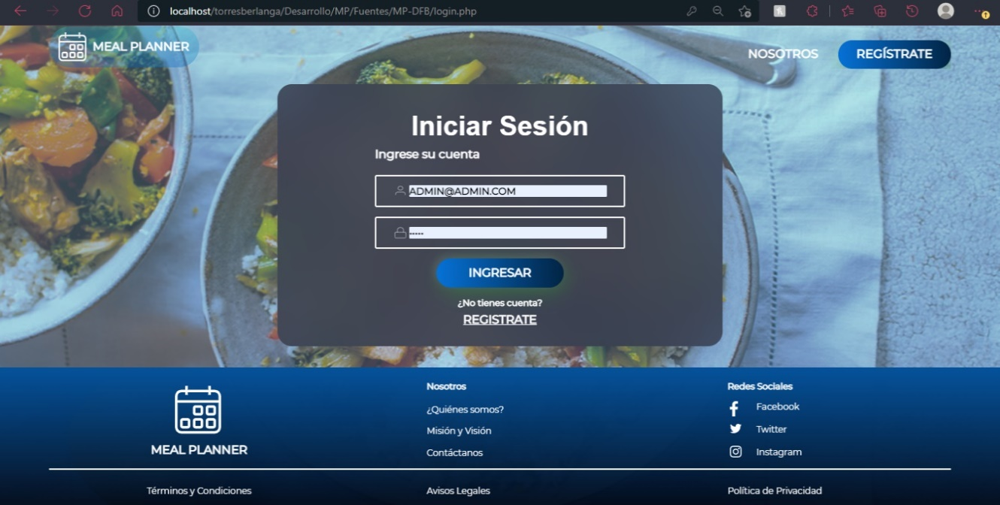 localhost/torresberlanga/Desarrollo/MP/Fuentes/MP-DFB/login.php
MEAL PLANNER
NOSOTROS
REGÍSTRATE
Iniciar Sesión
Ingrese su cuenta
ADMIN@ADMIN.COM
•••••
INGRESAR
¿No tienes cuenta?
REGISTRATE
MEAL PLANNER
Nosotros
¿Quiénes somos?
Misión y Visión
Contáctanos
Redes Sociales
Facebook
Twitter
Instagram
Términos y Condiciones
Avisos Legales
Política de Privacidad